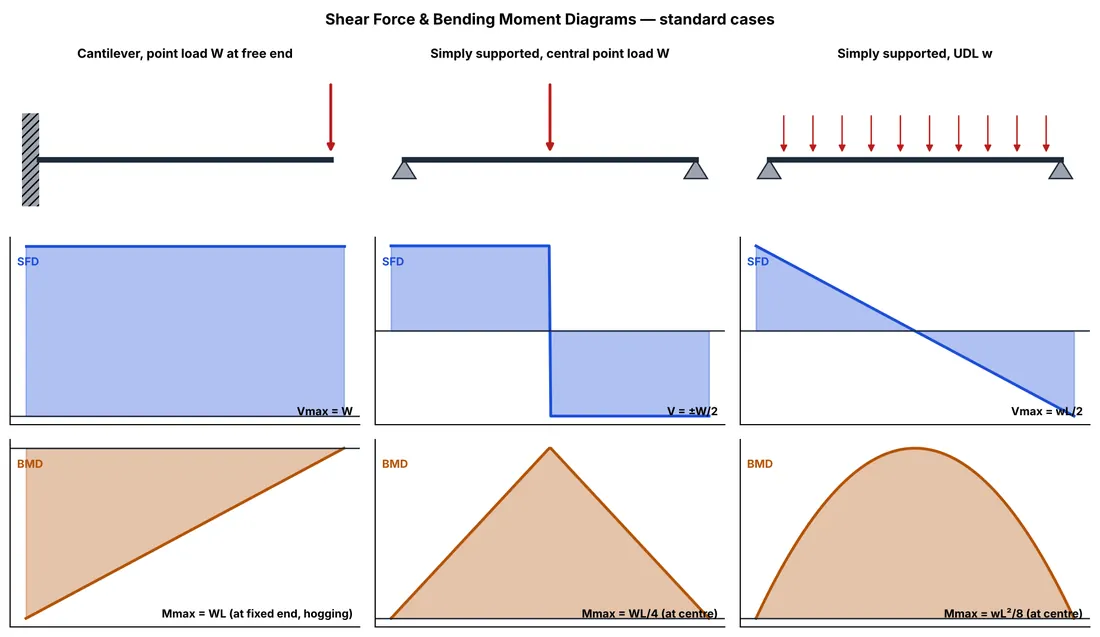 Shear Force & Bending Moment Diagrams — standard cases
Cantilever, point load W at free end
Simply supported, central point load W
Simply supported, UDL w
SFD
Vmax = W
SFD
V = ±W/2
SFD
Vmax = wL/2
BMD
Mmax = WL (at fixed end, hogging)
BMD
Mmax = WL/4 (at centre)
BMD
Mmax = wL²/8 (at centre)